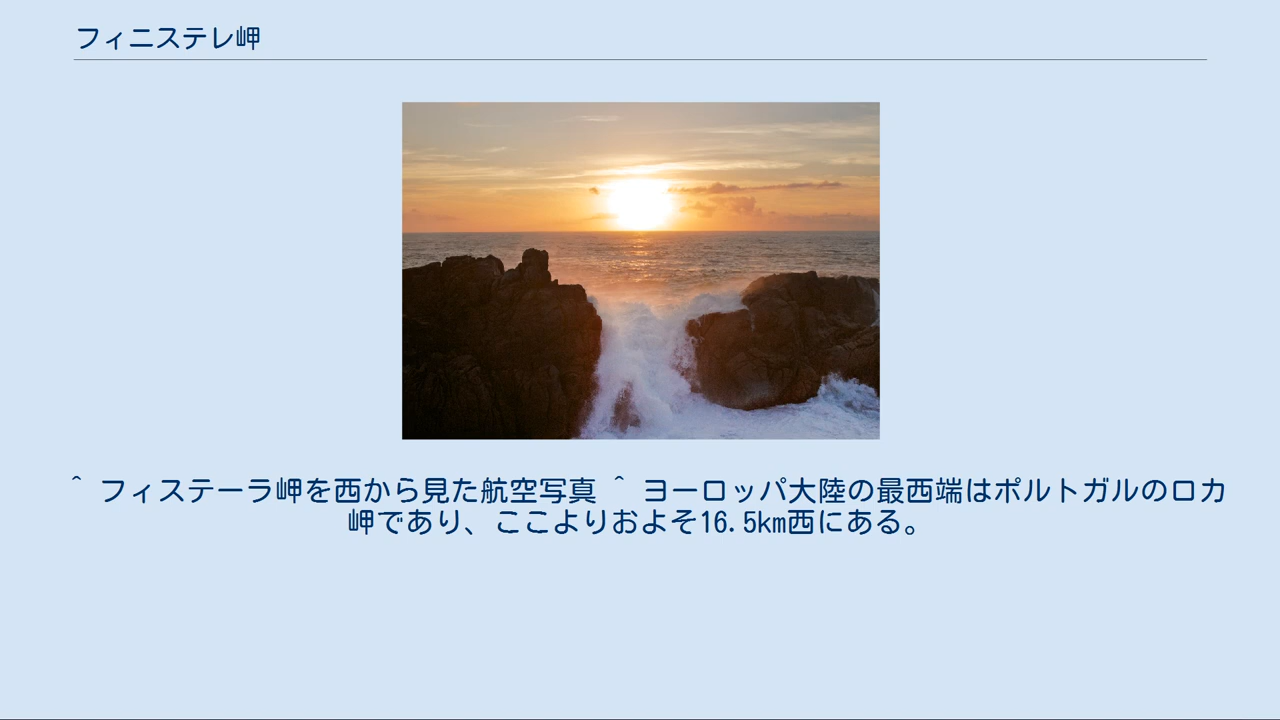 フィニステレ岬
^ フィステーラ岬を西から見た航空写真 ^ ヨーロッパ大陸の最西端はポルトガルのロカ
岬であり、ここよりおよそ16.5km西にある。